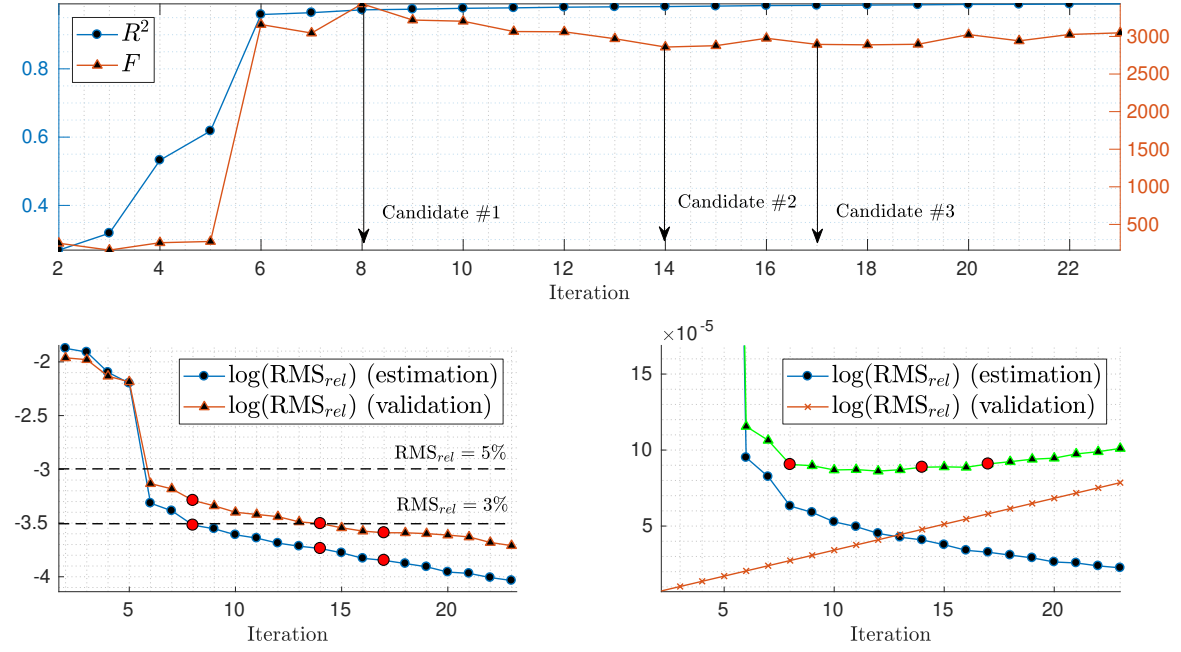 R²
F
0.8
0.6
0.4
3000
2500
2000
1500
1000
500
Candidate #1
Candidate #2
Candidate #3
2 4 6 8 10 12 14 16 18 20 22
Iteration
log(RMS_rel) (estimation)
log(RMS_rel) (validation)
RMS_rel = 5%
RMS_rel = 3%
-2
-2.5
-3
-3.5
-4
5 10 15 20
Iteration
×10⁻⁵
log(RMS_rel) (estimation)
log(RMS_rel) (validation)
15
10
5
5 10 15 20
Iteration